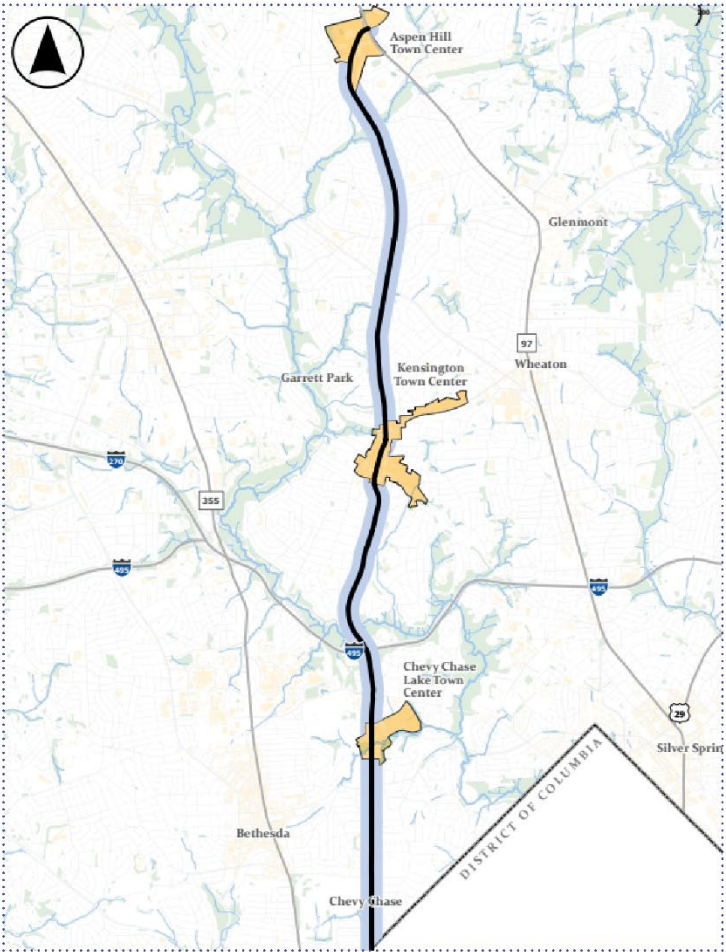 Aspen Hill
Town Center
Glenmont
97
Wheaton
Kensington
Town Center
Garrett Park
270
355
495
495
495
Chevy Chase
Lake Town
Center
29
Silver Sprin
DISTRICT OF COLUMBIA
Bethesda
Chevy Chase